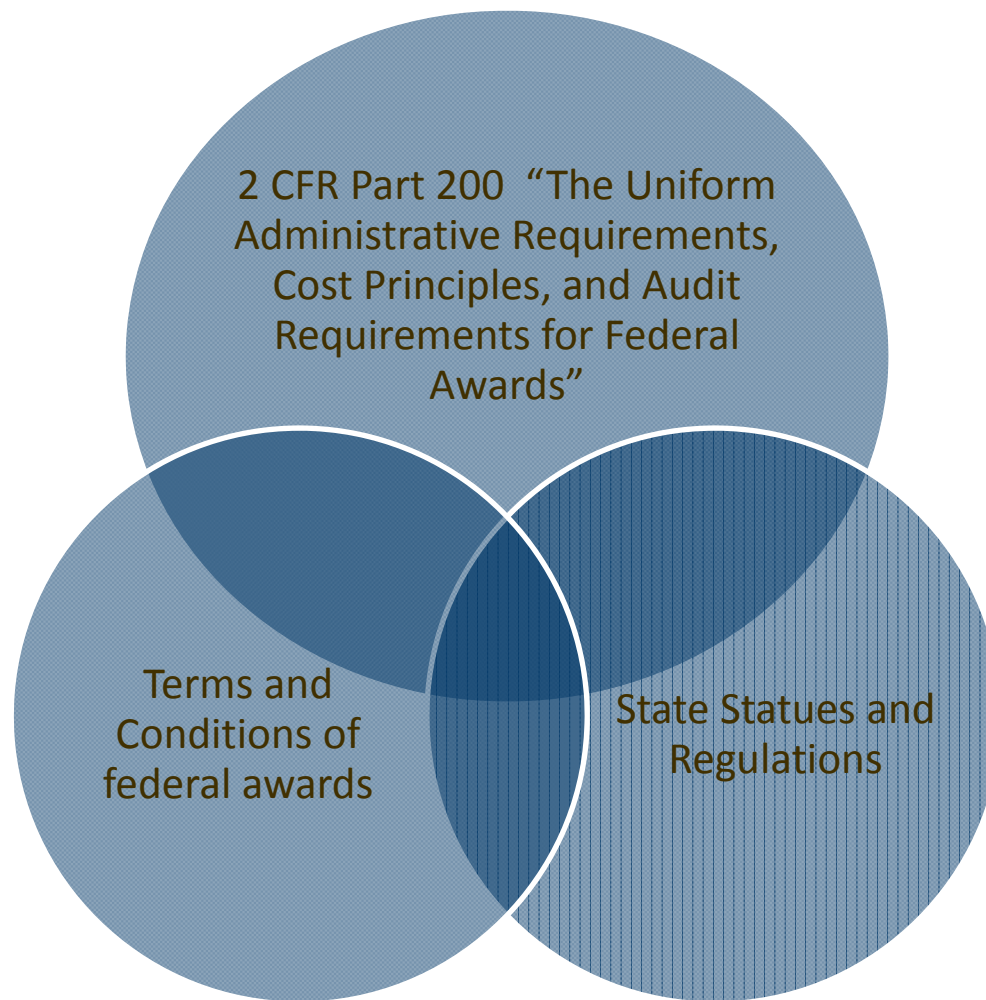 2 CFR Part 200  “The Uniform
Administrative Requirements,
Cost Principles, and Audit
Requirements for Federal
Awards”
Terms and
Conditions of
federal awards
State Statues and
Regulations